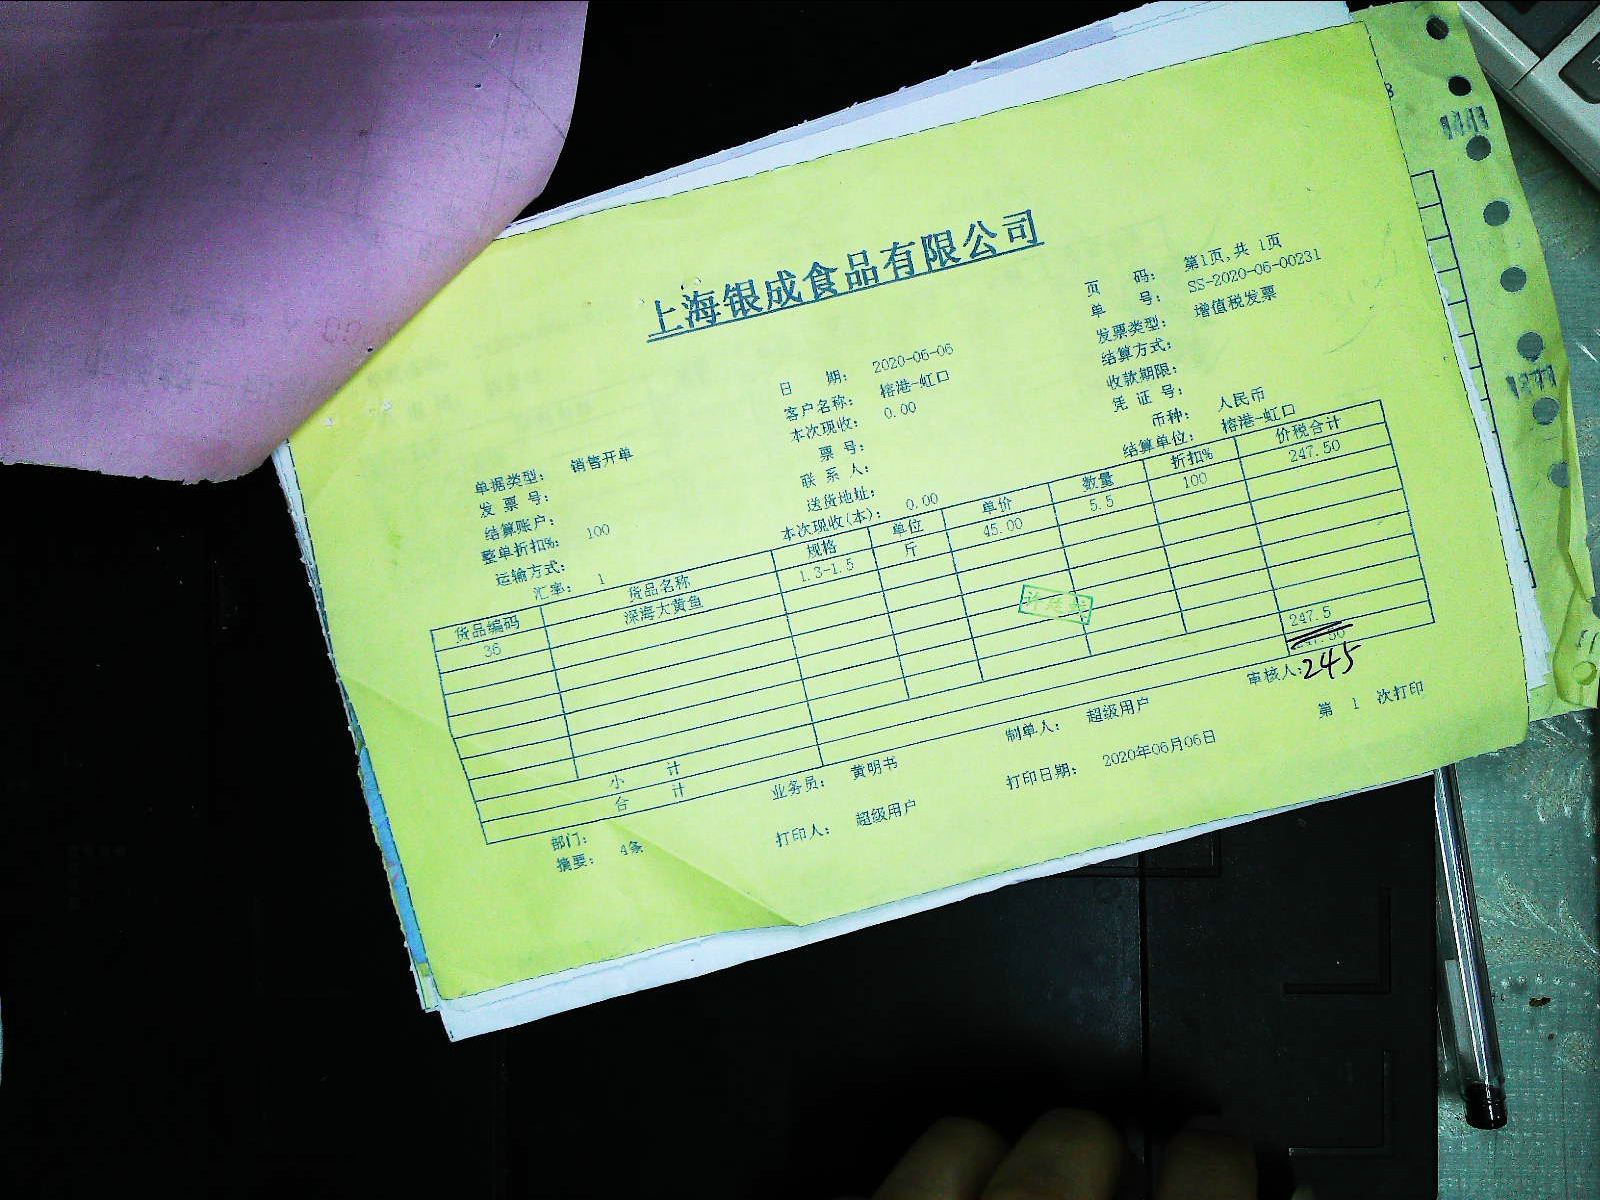 上海银成食品有限公司
页 码： 第1页,共 1页
单 号： SS-2020-06-00231
日 期： 2020-06-06 发票类型： 增值税发票
客户名称： 榕港-虹口 结算方式：
本次现收： 0.00 收款期限：
单据类型： 销售开单 票 号： 凭 证 号：
发 票 号： 联 系 人： 币种： 人民币
结算账户： 送货地址： 结算单位： 榕港-虹口
整单折扣%： 100 本次现收(本)： 0.00
运输方式：
汇率： 1
货品编码 货品名称 规格 单位 单价 数量 折扣% 价税合计
36 深海大黄鱼 1.3-1.5 斤 45.00 5.5 100 247.50
小 计 247.5
合 计 247.50
245
部门： 业务员： 黄明书 制单人： 超级用户 审核人：
摘要： 4条 打印人： 超级用户 打印日期： 2020年06月06日 第 1 次打印